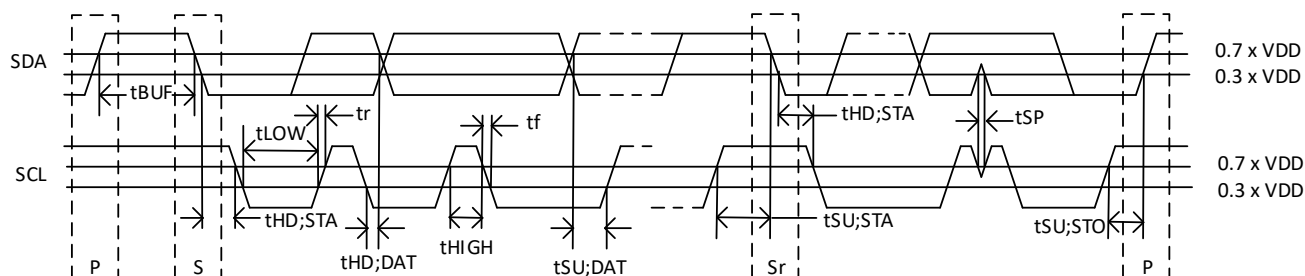 SDA
0.7 x VDD
0.3 x VDD
tBUF
tLOW
tr
tf
tHD;STA
tSP
SCL
0.7 x VDD
0.3 x VDD
tHD;STA
tHD;DAT
tHIGH
tSU;DAT
tSU;STA
tSU;STO
P
S
Sr
P